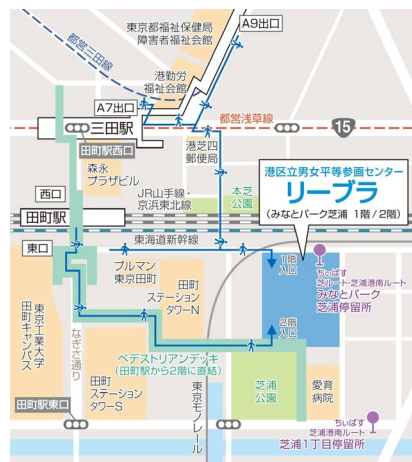 東京都福祉保健局
障害者福祉会館
A9出口
都営三田線
港勤労
福祉会館
A7出口
三田駅
都営浅草線
15
田町駅西口
港芝四
郵便局
森永
プラザビル
港区立男女平等参画センター
リーブラ
(みなとパーク芝浦 1階/2階)
西口
JR山手線・
京浜東北線
本芝
公園
田町駅
東海道新幹線
東口
プルマン
東京田町
1階
入口
ちぃばす
芝ルート・芝浦港南ルート
みなとパーク
芝浦停留所
田町
ステーション
タワーN
東京工業大学
田町キャンパス
なぎさ通り
2階
入口
ペデストリアンデッキ
(田町駅から2階に直結)
田町
ステーション
タワーS
東京モノレール
芝浦
公園
愛育
病院
田町駅東口
ちぃばす
芝浦港南ルート
芝浦1丁目停留所